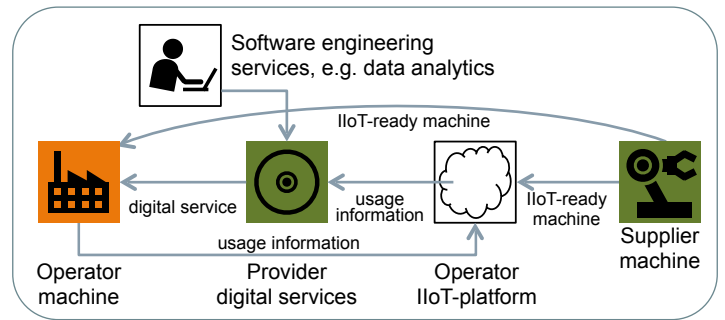 Software engineering
services, e.g. data analytics
IIoT-ready machine
digital service
usage
information
IIoT-ready
machine
usage information
Operator
machine
Provider
digital services
Operator
IIoT-platform
Supplier
machine